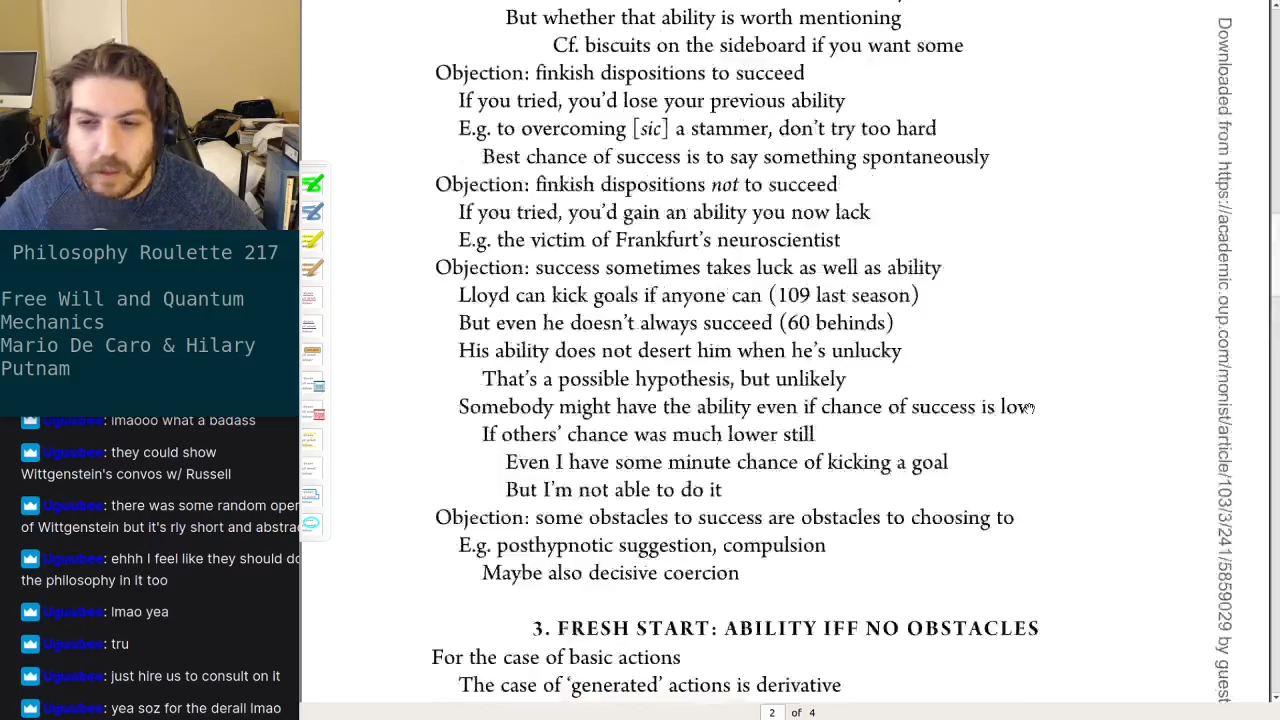 But whether that ability is worth mentioning
Cf. biscuits on the sideboard if you want some
Objection: finkish dispositions to succeed
If you tried, you'd lose your previous ability
E.g. to overcoming [sic] a stammer, don't try too hard
Best chance of success is to say something spontaneously
Objection: finkish dispositions not to succeed
If you tried, you'd gain an ability you now lack
E.g. the victim of Frankfurt's neuroscientist
Objection: success sometimes takes luck as well as ability
Lloyd can kick goals if anyone can (109 last season)
But even he doesn't always succeed (60 behinds)
His ability does not desert him when he's unlucky
That's a possible hypothesis, but unlikely
Somebody might have the ability even if chance of success is low
If others' chance was much lower still
Even I have some minute chance of kicking a goal
But I'm not able to do it
Objection: some obstacles to success are obstacles to choosing to
E.g. posthypnotic suggestion, compulsion
Maybe also decisive coercion
3. FRESH START: ABILITY IFF NO OBSTACLES
For the case of basic actions
The case of 'generated' actions is derivative
2 of 4
Downloaded from https://academic.oup.com/monist/article/103/3/241/5859029 by guest
Philosophy Roulette 217
Free Will and Quantum
Mechanics
Mario De Caro & Hilary
Putnam
Uguubee: lmaooo what a badass
Uguubee: they could show
Wittgenstein's convos w/ Russell
Uguubee: there was some random oper
of Wittgenstein but it's rly short and abstra
Uguubee: ehhh I feel like they should do
the philosophy in it too
Uguubee: lmao yea
Uguubee: tru
Uguubee: just hire us to consult on it
Uguubee: yea soz for the derall lmao